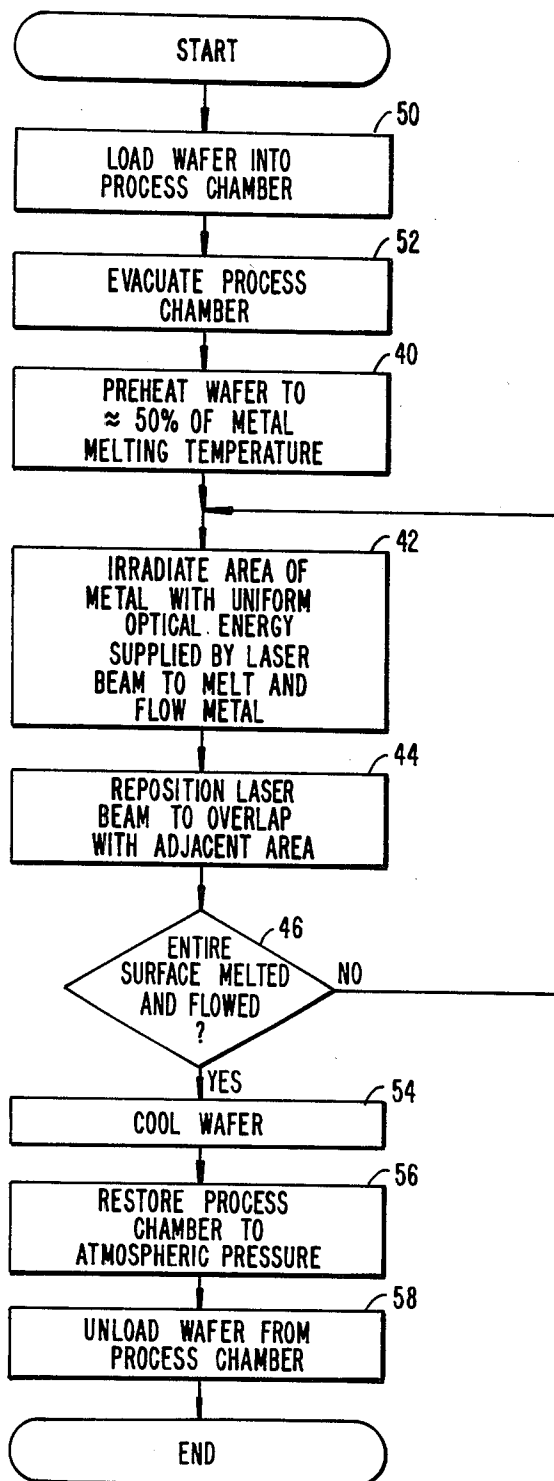 START
50
LOAD WAFER INTO
PROCESS CHAMBER
52
EVACUATE PROCESS
CHAMBER
40
PREHEAT WAFER TO
≈ 50% OF METAL
MELTING TEMPERATURE
42
IRRADIATE AREA OF
METAL WITH UNIFORM
OPTICAL ENERGY
SUPPLIED BY LASER
BEAM TO MELT AND
FLOW METAL
44
REPOSITION LASER
BEAM TO OVERLAP
WITH ADJACENT AREA
46
ENTIRE
SURFACE MELTED
AND FLOWED
?
NO
YES
54
COOL WAFER
56
RESTORE PROCESS
CHAMBER TO
ATMOSPHERIC PRESSURE
58
UNLOAD WAFER FROM
PROCESS CHAMBER
END